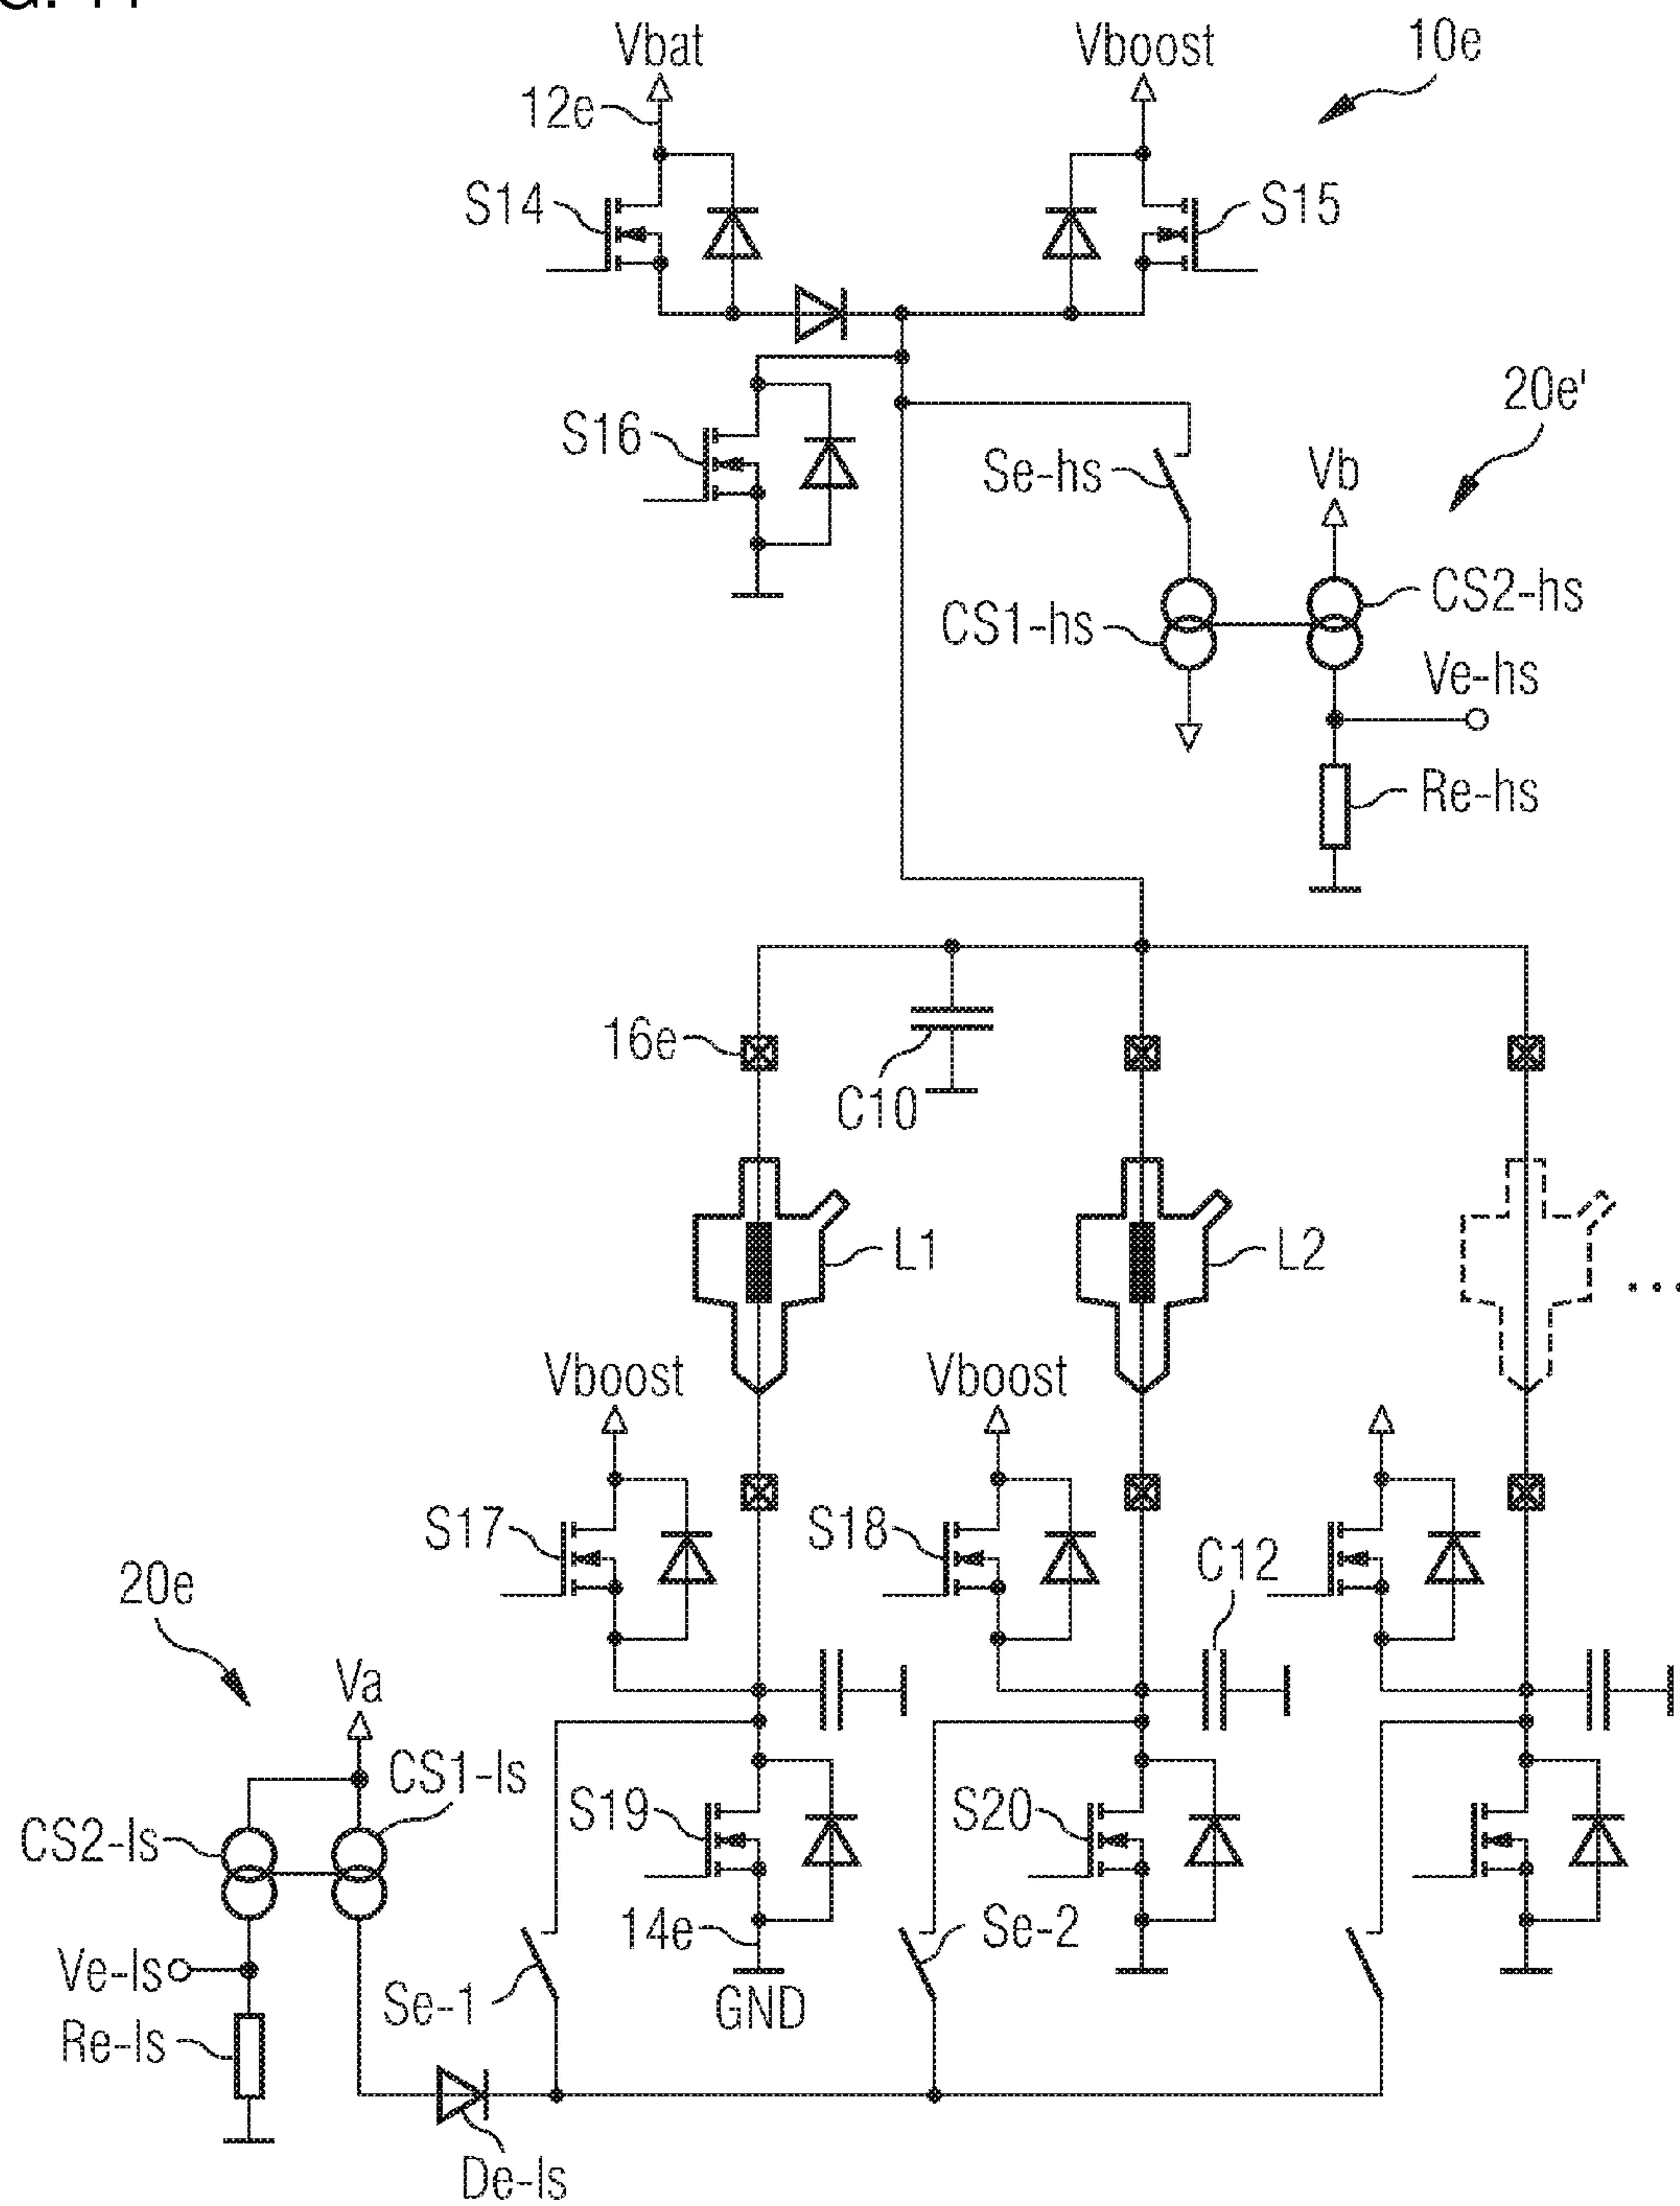 Vbat
Vboost
10e
12e
S14
S15
20e'
S16
Se-hs
Vb
CS2-hs
CS1-hs
Ve-hs
Re-hs
16e
C10
L1
L2
...
Vboost
Vboost
S17
S18
C12
20e
Va
CS1-ls
S19
S20
CS2-ls
14e
Se-2
Ve-ls
Se-1
GND
Re-ls
De-ls